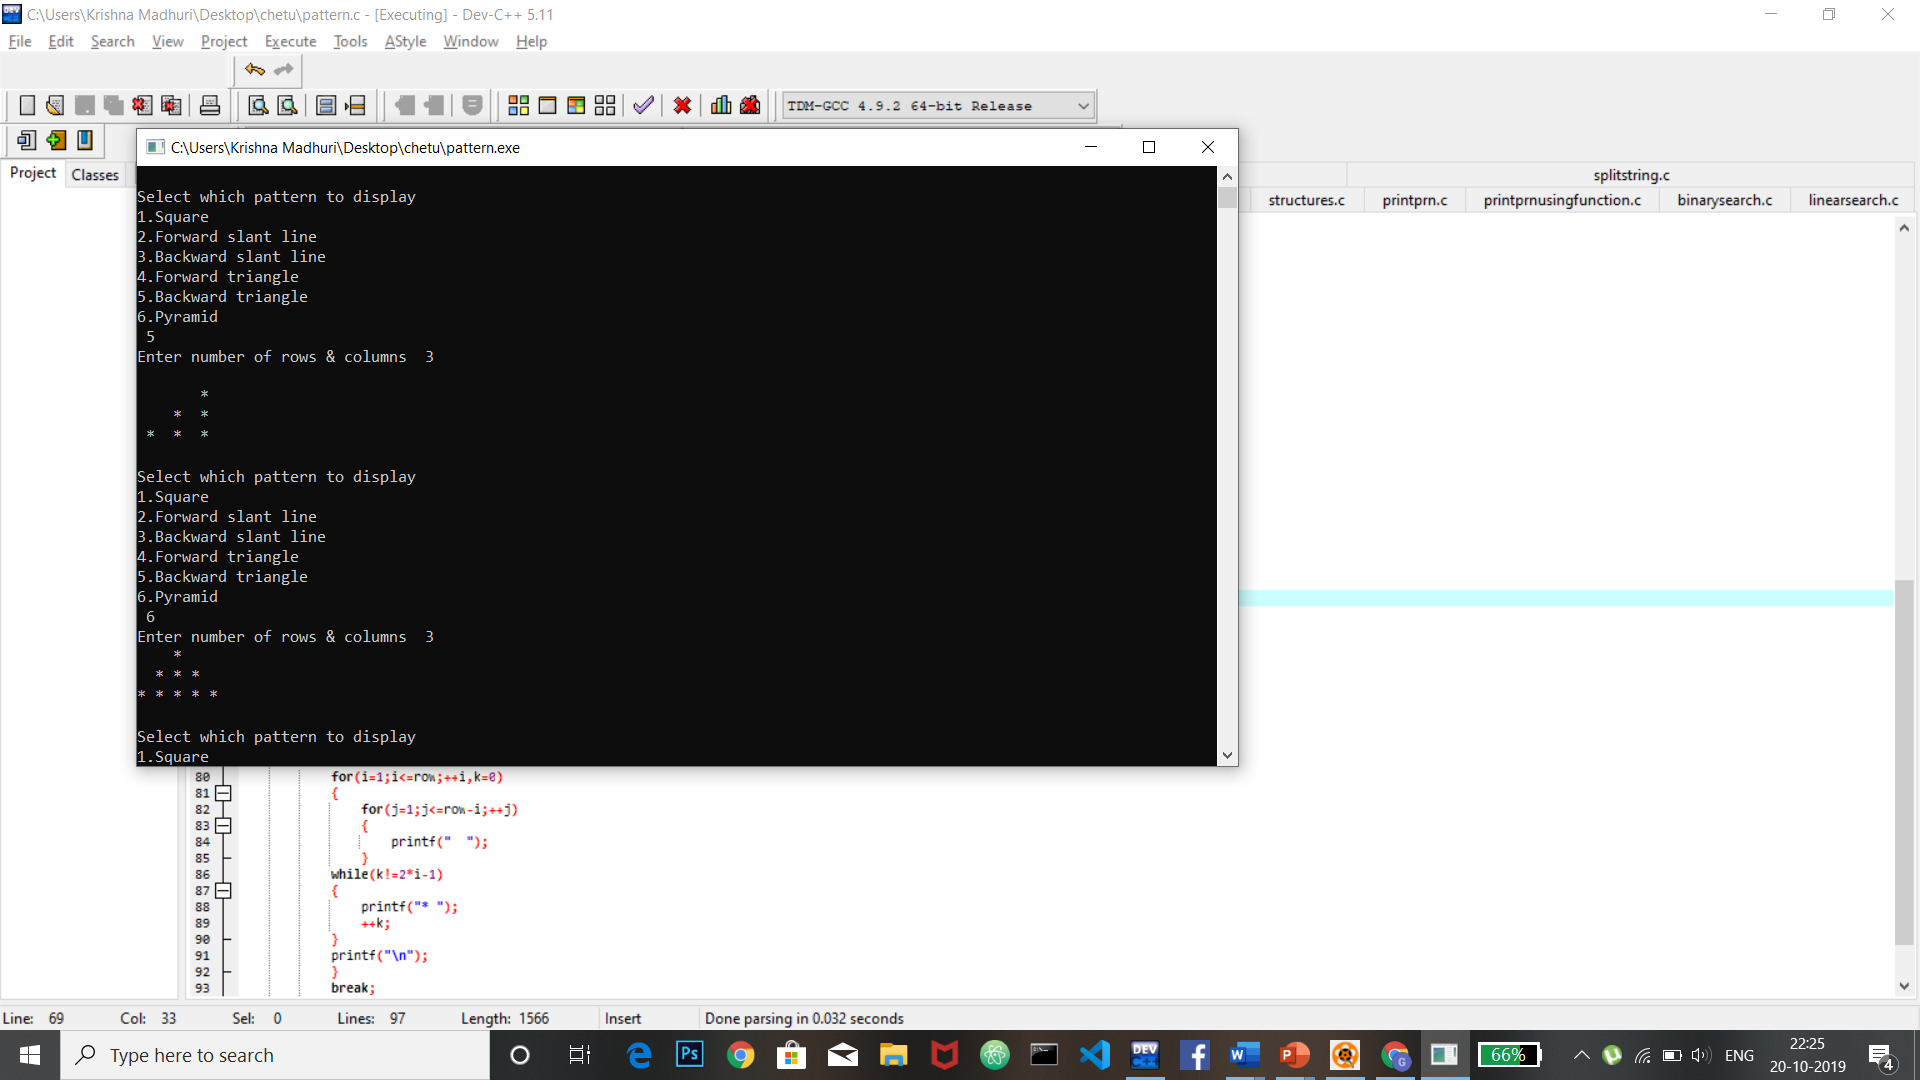 C:\Users\Krishna Madhuri\Desktop\chetu\pattern.c - [Executing] - Dev-C++ 5.11
File Edit Search View Project Execute Tools AStyle Window Help
TDM-GCC 4.9.2 64-bit Release
C:\Users\Krishna Madhuri\Desktop\chetu\pattern.exe
Project Classes
splitstring.c
structures.c printprn.c printprnusingfunction.c binarysearch.c linearsearch.c
Select which pattern to display
1.Square
2.Forward slant line
3.Backward slant line
4.Forward triangle
5.Backward triangle
6.Pyramid
5
Enter number of rows & columns  3
*
*  *
*  *  *
Select which pattern to display
1.Square
2.Forward slant line
3.Backward slant line
4.Forward triangle
5.Backward triangle
6.Pyramid
6
Enter number of rows & columns  3
*
* * *
* * * * *
Select which pattern to display
1.Square
80 for(i=1;i<=row;++i,k=0)
81 {
82 for(j=1;j<=row-i;++j)
83 {
84 printf("  ");
85 }
86 while(k!=2*i-1)
87 {
88 printf("* ");
89 ++k;
90 }
91 printf("\n");
92 }
93 break;
Line: 69 Col: 33 Sel: 0 Lines: 97 Length: 1566 Insert Done parsing in 0.032 seconds
Type here to search
Ps
DEV C++
66%
ENG
22:25
20-10-2019
4